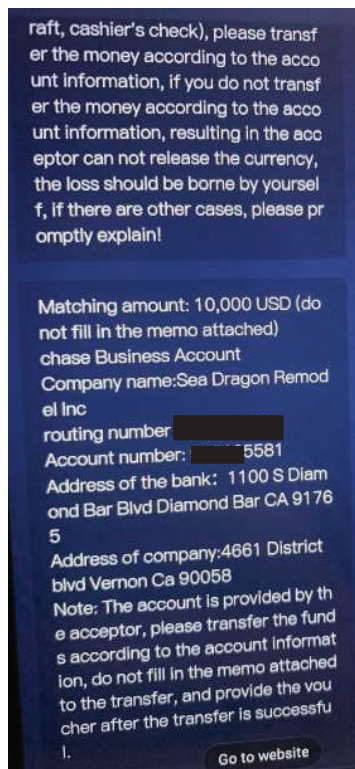 raft, cashier's check), please transf
er the money according to the acco
unt information, if you do not transf
er the money according to the acco
unt information, resulting in the acc
eptor can not release the currency,
the loss should be borne by yoursel
f, if there are other cases, please pr
omptly explain!
Matching amount: 10,000 USD (do
not fill in the memo attached)
chase Business Account
Company name:Sea Dragon Remod
el Inc
routing number
Account number: 5581
Address of the bank: 1100 S Diam
ond Bar Blvd Diamond Bar CA 9176
5
Address of company:4661 District
blvd Vernon Ca 90058
Note: The account is provided by th
e acceptor, please transfer the fund
s according to the account informat
ion, do not fill in the memo attached
to the transfer, and provide the vou
cher after the transfer is successfu
l.
Go to website